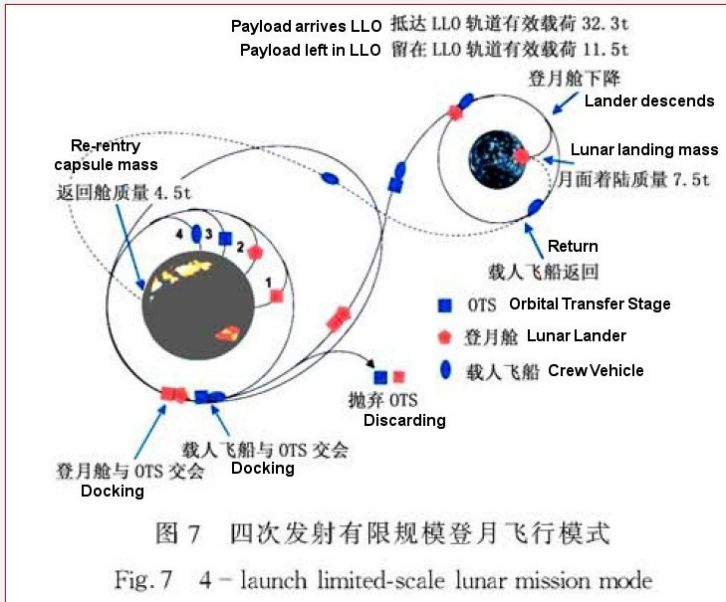 Payload arrives LLO 抵达 LLO 轨道有效载荷 32.3t
Payload left in LLO 留在 LLO 轨道有效载荷 11.5t
登月舱下降
Lander descends
Re-rentry
capsule mass
返回舱质量 4.5t
Lunar landing mass
月面着陆质量 7.5t
4 3 2 1
Return
载人飞船返回
OTS Orbital Transfer Stage
登月舱 Lunar Lander
载人飞船 Crew Vehicle
抛弃 OTS
Discarding
载人飞船与 OTS 交会
Docking
登月舱与 OTS 交会
Docking
图 7 四次发射有限规模登月飞行模式
Fig. 7 4 - launch limited-scale lunar mission mode